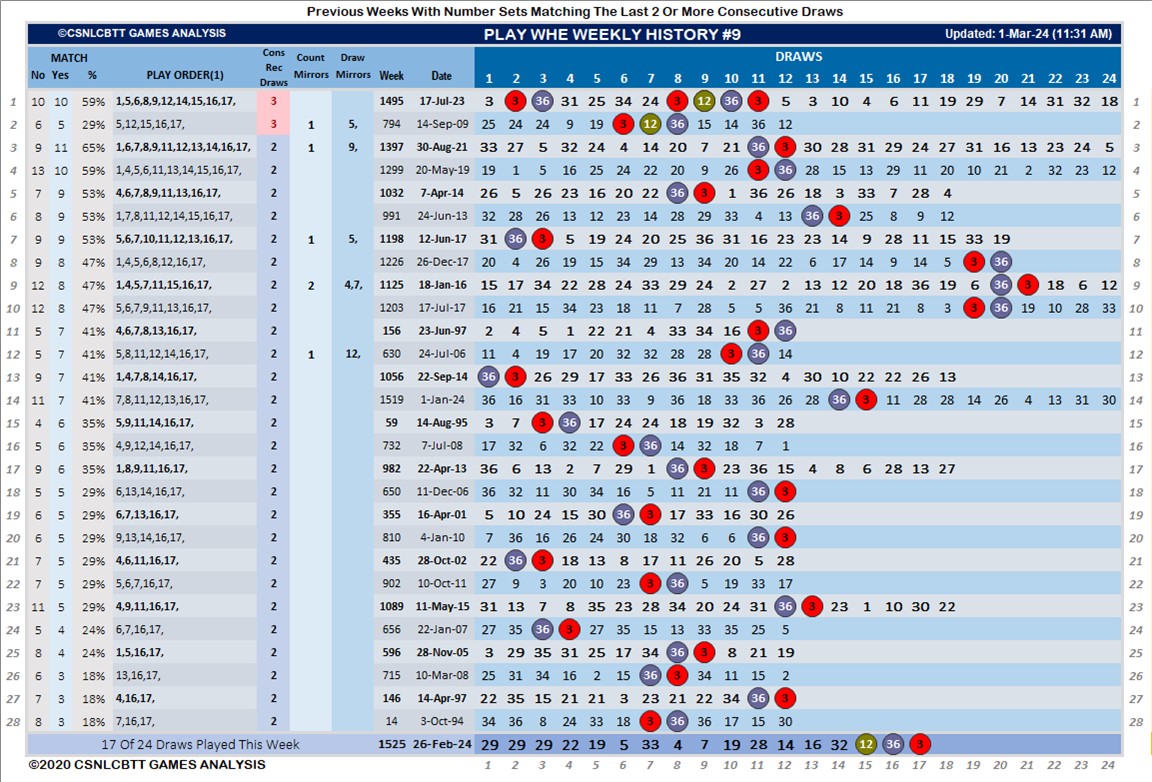 Previous Weeks With Number Sets Matching The Last 2 Or More Consecutive Draws
©CSNLCBTT GAMES ANALYSIS PLAY WHE WEEKLY HISTORY #9 Updated: 1-Mar-24 (11:31 AM)
MATCH Cons Rec Draws Count Mirrors Draw Mirrors DRAWS
No Yes % PLAY ORDER(1) Week Date 1 2 3 4 5 6 7 8 9 10 11 12 13 14 15 16 17 18 19 20 21 22 23 24
1 10 10 59% 1,5,6,8,9,12,14,15,16,17, 3 1495 17-Jul-23 3 3 36 31 25 34 24 3 12 36 3 5 3 10 4 6 11 19 29 7 14 31 32 18 1
2 6 5 29% 5,12,15,16,17, 3 1 5, 794 14-Sep-09 25 24 24 9 19 3 12 36 15 14 36 12 2
3 9 11 65% 1,6,7,8,9,11,12,13,14,16,17, 2 1 9, 1397 30-Aug-21 33 27 5 32 24 4 14 20 7 21 36 3 30 28 31 29 24 27 31 16 13 23 24 5 3
4 13 10 59% 1,4,5,6,11,13,14,15,16,17, 2 1299 20-May-19 19 1 5 16 25 24 22 20 9 26 3 36 28 15 13 29 11 20 10 21 2 32 23 12 4
5 7 9 53% 4,6,7,8,9,11,13,16,17, 2 1032 7-Apr-14 26 5 26 23 16 20 22 36 3 1 36 26 18 3 33 7 28 4 5
6 8 9 53% 1,7,8,11,12,14,15,16,17, 2 991 24-Jun-13 32 28 26 13 12 23 14 28 29 33 4 13 36 3 25 8 9 12 6
7 9 9 53% 5,6,7,10,11,12,13,16,17, 2 1 5, 1198 12-Jun-17 31 36 3 5 19 24 20 25 36 31 16 23 23 14 9 28 11 15 33 19 7
8 9 8 47% 1,4,5,6,8,12,16,17, 2 1226 26-Dec-17 20 4 26 19 15 34 29 13 34 20 14 22 6 17 14 9 14 5 3 36 8
9 12 8 47% 1,4,5,7,11,15,16,17, 2 2 4,7, 1125 18-Jan-16 15 17 34 22 28 24 33 29 24 2 27 2 13 12 20 18 36 19 6 36 3 18 6 12 9
10 12 8 47% 5,6,7,9,11,13,16,17, 2 1203 17-Jul-17 16 21 15 34 23 18 11 7 28 5 5 36 21 8 11 21 8 3 3 36 19 10 28 33 10
11 5 7 41% 4,6,7,8,13,16,17, 2 156 23-Jun-97 2 4 5 1 22 21 4 33 34 16 3 36 11
12 5 7 41% 5,8,11,12,14,16,17, 2 1 12, 630 24-Jul-06 11 4 19 17 20 32 32 28 28 3 36 14 12
13 9 7 41% 1,4,7,8,14,16,17, 2 1056 22-Sep-14 36 3 26 29 17 33 26 36 31 35 32 4 30 10 22 22 26 13 13
14 11 7 41% 7,8,11,12,13,16,17, 2 1519 1-Jan-24 36 16 31 33 10 33 9 36 18 33 36 26 28 36 3 11 28 28 14 26 4 13 31 30 14
15 4 6 35% 5,9,11,14,16,17, 2 59 14-Aug-95 3 7 3 36 17 24 24 18 19 32 3 28 15
16 5 6 35% 4,9,12,14,16,17, 2 732 7-Jul-08 17 32 6 32 22 3 36 14 32 18 7 1 16
17 9 6 35% 1,8,9,11,16,17, 2 982 22-Apr-13 36 6 13 2 7 29 1 36 3 23 36 15 4 8 6 28 13 27 17
18 5 5 29% 6,13,14,16,17, 2 650 11-Dec-06 36 32 11 30 34 16 5 11 21 11 36 3 18
19 6 5 29% 6,7,13,16,17, 2 355 16-Apr-01 5 10 24 15 30 36 3 17 33 16 30 26 19
20 6 5 29% 9,13,14,16,17, 2 810 4-Jan-10 7 36 16 26 24 30 18 32 6 6 36 3 20
21 7 5 29% 4,6,11,16,17, 2 435 28-Oct-02 22 36 3 18 13 8 17 11 26 20 5 28 21
22 7 5 29% 5,6,7,16,17, 2 902 10-Oct-11 27 9 3 20 10 23 3 36 5 19 33 17 22
23 11 5 29% 4,9,11,16,17, 2 1089 11-May-15 31 13 7 8 35 23 28 34 20 24 31 36 3 23 1 10 30 22 23
24 5 4 24% 6,7,16,17, 2 656 22-Jan-07 27 35 36 3 27 35 15 13 33 35 25 5 24
25 8 4 24% 1,5,16,17, 2 596 28-Nov-05 3 29 35 31 25 17 34 36 3 8 21 19 25
26 6 3 18% 13,16,17, 2 715 10-Mar-08 25 31 34 16 2 15 36 3 34 11 15 2 26
27 7 3 18% 4,16,17, 2 146 14-Apr-97 22 35 15 21 21 3 23 21 22 34 36 3 27
28 8 3 18% 7,16,17, 2 14 3-Oct-94 34 36 8 24 33 18 3 36 36 17 15 30 28
17 Of 24 Draws Played This Week 1525 26-Feb-24 29 29 29 22 19 5 33 4 7 19 28 14 16 32 12 36 3
©2020 CSNLCBTT GAMES ANALYSIS 1 2 3 4 5 6 7 8 9 10 11 12 13 14 15 16 17 18 19 20 21 22 23 24